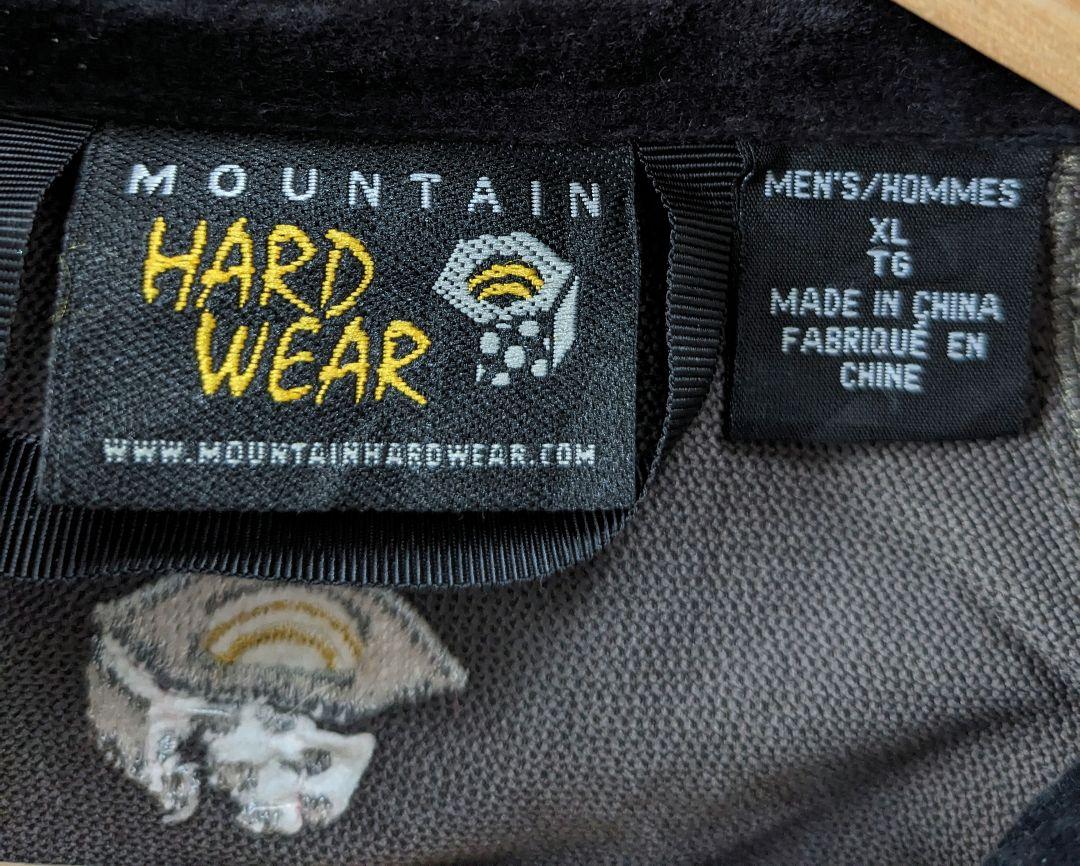 MOUNTAIN
HARD
WEAR
WWW.MOUNTAINHARDWEAR.COM
MEN'S/HOMMES
XL
TG
MADE IN CHINA
FABRIQUÉ EN
CHINE